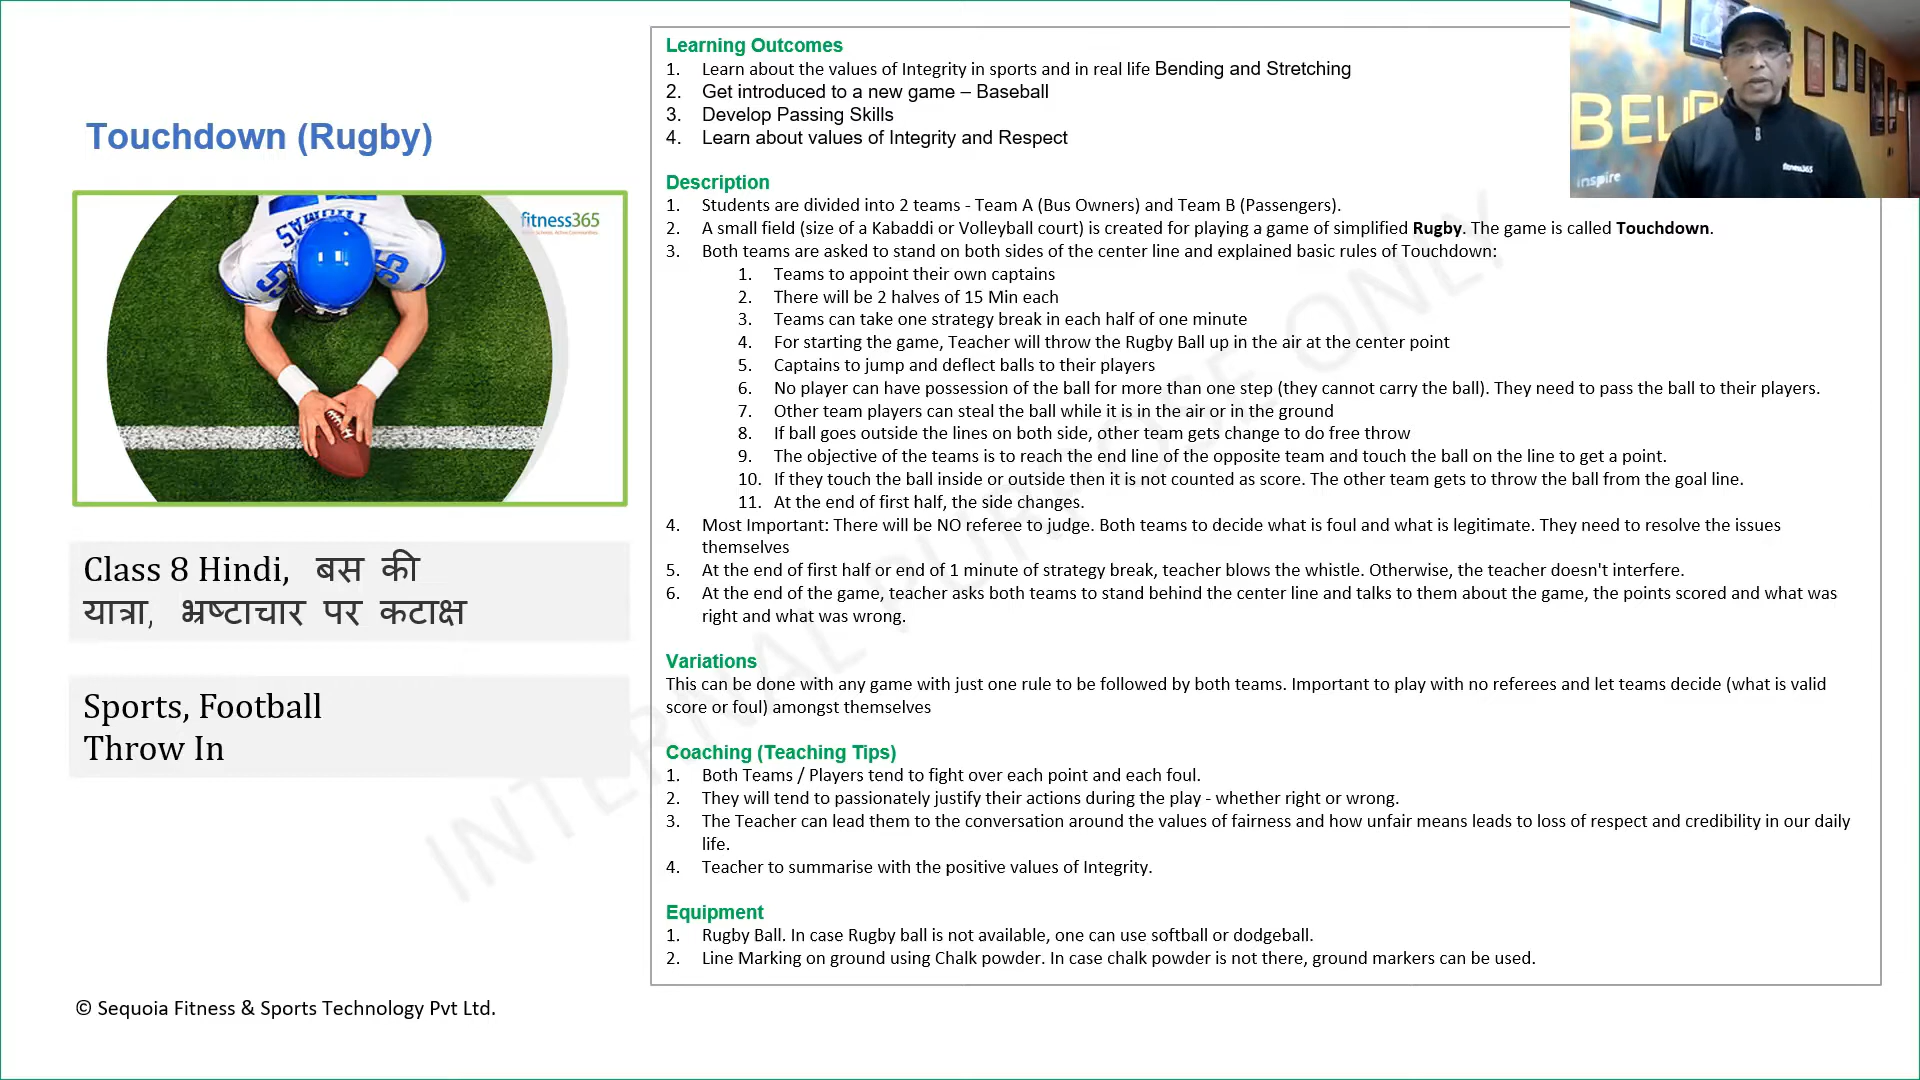 Touchdown (Rugby)
fitness365
Class 8 Hindi, बस की
यात्रा, भ्रष्टाचार पर कटाक्ष
Sports, Football
Throw In
© Sequoia Fitness & Sports Technology Pvt Ltd.
Learning Outcomes
1. Learn about the values of Integrity in sports and in real life Bending and Stretching
2. Get introduced to a new game – Baseball
3. Develop Passing Skills
4. Learn about values of Integrity and Respect
Description
1. Students are divided into 2 teams - Team A (Bus Owners) and Team B (Passengers).
2. A small field (size of a Kabaddi or Volleyball court) is created for playing a game of simplified Rugby. The game is called Touchdown.
3. Both teams are asked to stand on both sides of the center line and explained basic rules of Touchdown:
1. Teams to appoint their own captains
2. There will be 2 halves of 15 Min each
3. Teams can take one strategy break in each half of one minute
4. For starting the game, Teacher will throw the Rugby Ball up in the air at the center point
5. Captains to jump and deflect balls to their players
6. No player can have possession of the ball for more than one step (they cannot carry the ball). They need to pass the ball to their players.
7. Other team players can steal the ball while it is in the air or in the ground
8. If ball goes outside the lines on both side, other team gets change to do free throw
9. The objective of the teams is to reach the end line of the opposite team and touch the ball on the line to get a point.
10. If they touch the ball inside or outside then it is not counted as score. The other team gets to throw the ball from the goal line.
11. At the end of first half, the side changes.
4. Most Important: There will be NO referee to judge. Both teams to decide what is foul and what is legitimate. They need to resolve the issues
themselves
5. At the end of first half or end of 1 minute of strategy break, teacher blows the whistle. Otherwise, the teacher doesn't interfere.
6. At the end of the game, teacher asks both teams to stand behind the center line and talks to them about the game, the points scored and what was
right and what was wrong.
Variations
This can be done with any game with just one rule to be followed by both teams. Important to play with no referees and let teams decide (what is valid
score or foul) amongst themselves
Coaching (Teaching Tips)
1. Both Teams / Players tend to fight over each point and each foul.
2. They will tend to passionately justify their actions during the play - whether right or wrong.
3. The Teacher can lead them to the conversation around the values of fairness and how unfair means leads to loss of respect and credibility in our daily
life.
4. Teacher to summarise with the positive values of Integrity.
Equipment
1. Rugby Ball. In case Rugby ball is not available, one can use softball or dodgeball.
2. Line Marking on ground using Chalk powder. In case chalk powder is not there, ground markers can be used.
INTERNAL PURPOSE ONLY
THOMAS
55
55
inspire
fitness365